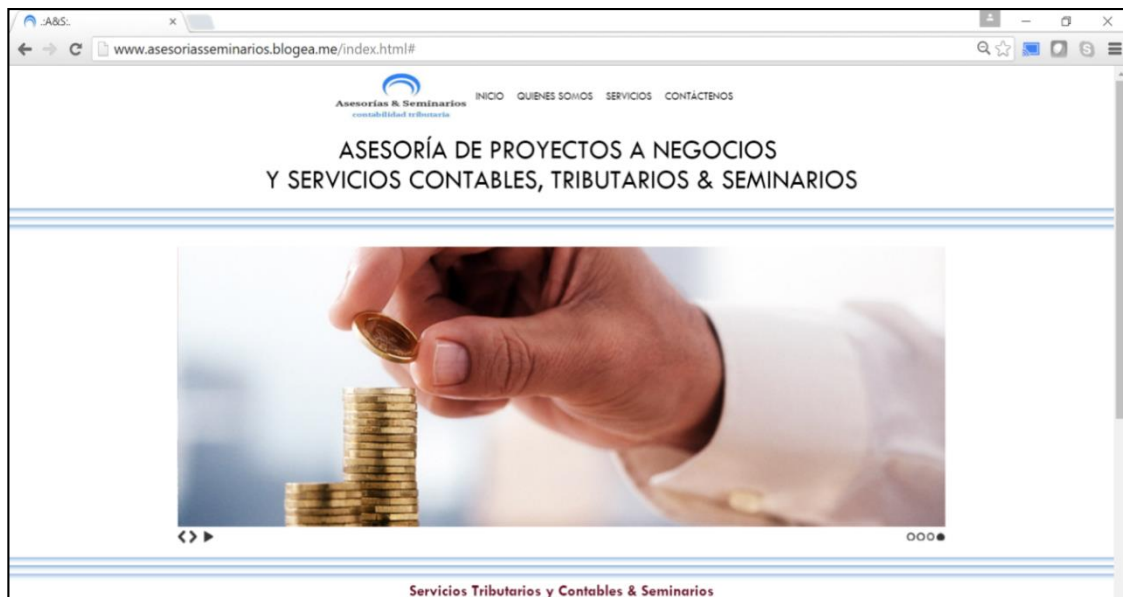 .:A&S:.
www.asesoriasseminarios.blogea.me/index.html#
Asesorías & Seminarios
contabilidad tributaria
INICIO QUIENES SOMOS SERVICIOS CONTÁCTENOS
ASESORÍA DE PROYECTOS A NEGOCIOS
Y SERVICIOS CONTABLES, TRIBUTARIOS & SEMINARIOS
Servicios Tributarios y Contables & Seminarios